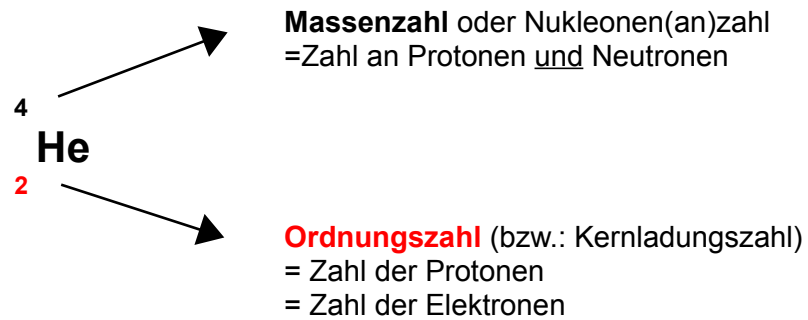 Massenzahl oder Nukleonen(an)zahl
=Zahl an Protonen und Neutronen
4
He
2
Ordnungszahl (bzw.: Kernladungszahl)
= Zahl der Protonen
= Zahl der Elektronen